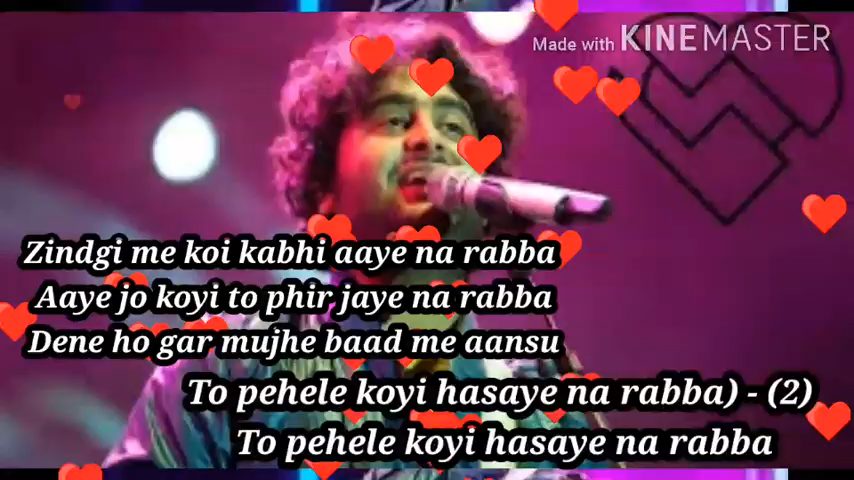 Made with KINEMASTER
Zindgi me koi kabhi aaye na rabba
Aaye jo koyi to phir jaye na rabba
Dene ho gar mujhe baad me aansu
To pehele koyi hasaye na rabba) - (2)
To pehele koyi hasaye na rabba